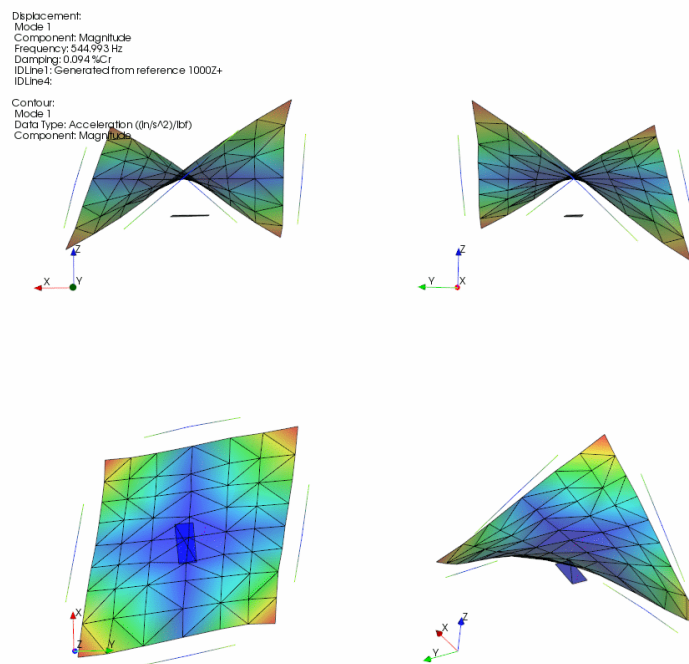 Displacement:
Mode 1
Component: Magnitude
Frequency: 544.993 Hz
Damping: 0.094 %Cr
IDLine1: Generated from reference 1000Z+
IDLine4:
Contour:
Mode 1
Data Type: Acceleration ((in/s^2)/lbf)
Component: Magnitude
Z
X
Y
Z
Y
X
X
Z
Y
X
Z
Y